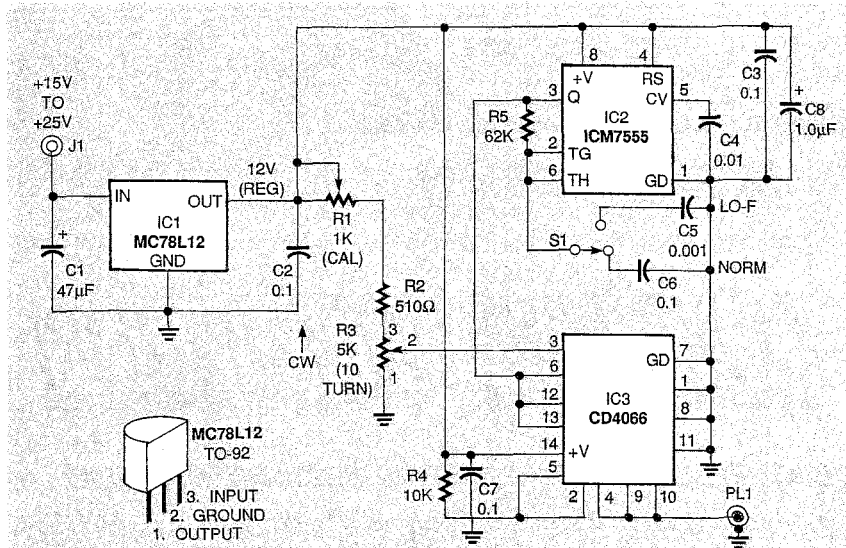 +15V
TO
+25V
J1
IN
OUT
IC1
MC78L12
GND
C1
47µF
+
12V
(REG)
R1
1K
(CAL)
C2
0.1
CW
R2
510Ω
R3
5K
(10
TURN)
3
2
1
8
4
+V
RS
3
Q
IC2
ICM7555
CV
5
R5
62K
2
TG
6
TH
GD
1
C3
0.1
+
C8
1.0µF
C4
0.01
LO-F
C5
0.001
S1
NORM
C6
0.1
3
6
12
13
14
+V
5
GD
7
1
8
11
IC3
CD4066
2
4
9
10
R4
10K
C7
0.1
PL1
MC78L12
TO-92
3. INPUT
2. GROUND
1. OUTPUT